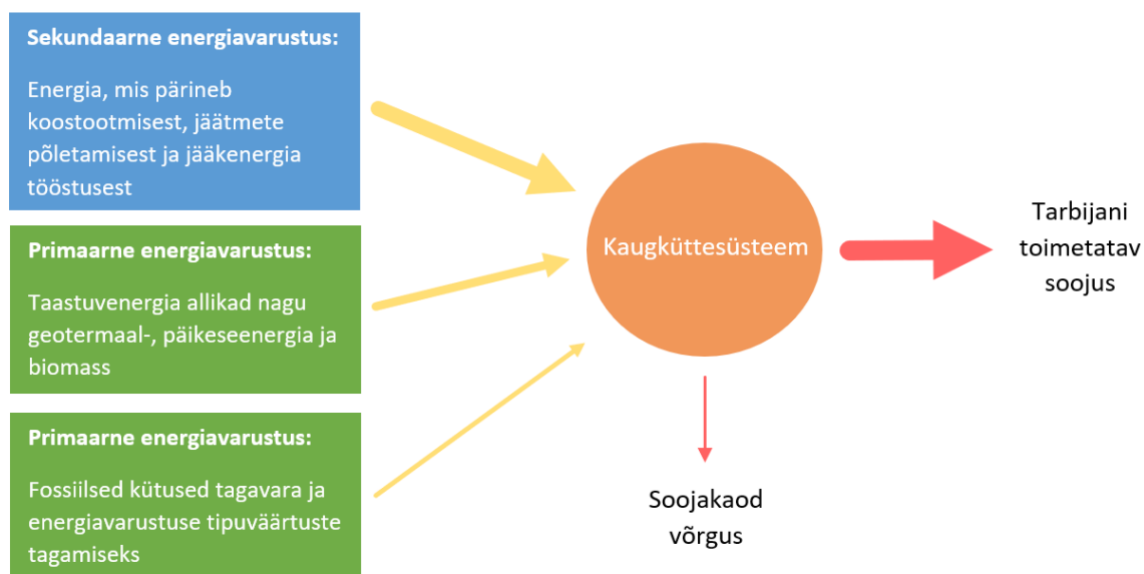 Sekundaarne energiavarustus:
Energia, mis pärineb
koostootmisest, jäätmete
põletamisest ja jääkenergia
tööstusest
Primaarne energiavarustus:
Taastuvenergia allikad nagu
geotermaal-, päikeseenergia ja
biomass
Primaarne energiavarustus:
Fossiilsed kütused tagavara ja
energiavarustuse tipuväärtuste
tagamiseks
Kaugküttesüsteem
Soojakaod
võrgus
Tarbijani
toimetatav
soojus